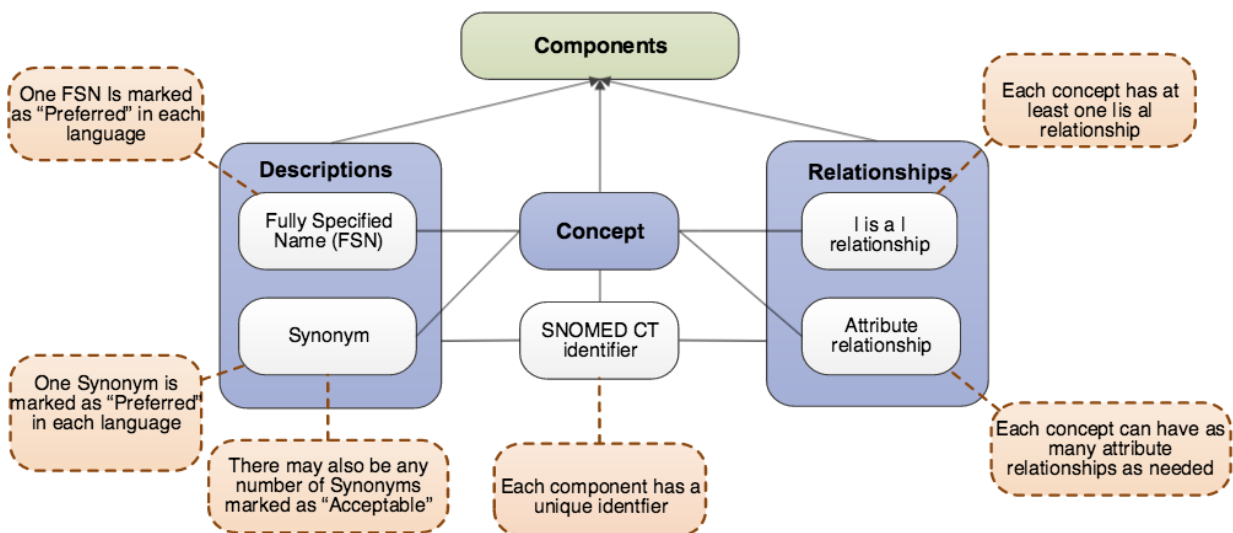 Components
One FSN Is marked
as “Preferred” in each
language
Each concept has at
least one lis al
relationship
Descriptions
Fully Specified
Name (FSN)
Synonym
Concept
SNOMED CT
identifier
Relationships
l is a l
relationship
Attribute
relationship
One Synonym is
marked as “Preferred”
in each language
There may also be any
number of Synonyms
marked as “Acceptable”
Each component has a
unique identfier
Each concept can have as
many attribute
relationships as needed